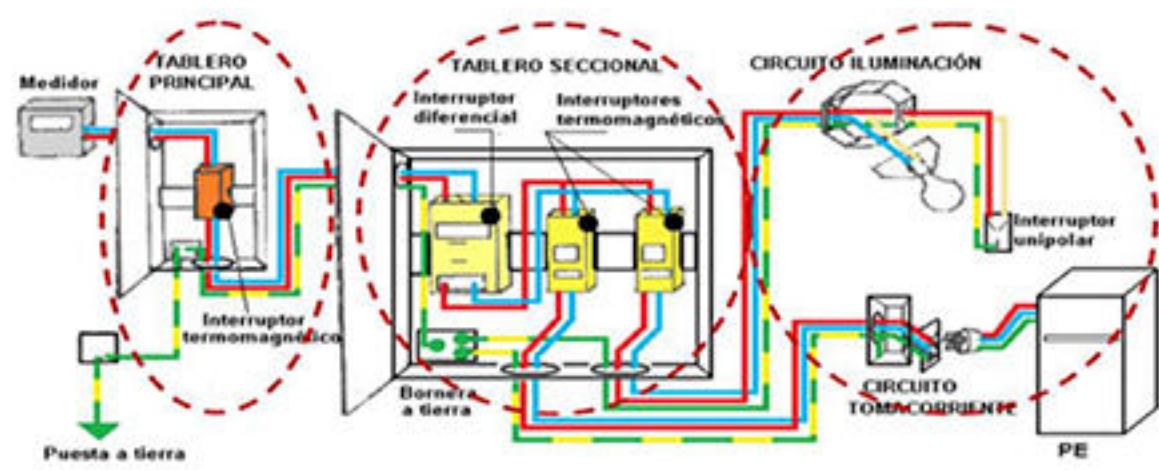 Medidor
TABLERO
PRINCIPAL
Interruptor
termomagnético
Puesta a tierra
TABLERO SECCIONAL
Interruptor
diferencial
Interruptores
termomagnéticos
Bornera
a tierra
CIRCUITO ILUMINACIÓN
Interruptor
unipolar
CIRCUITO
TOMACORRIENTE
PE